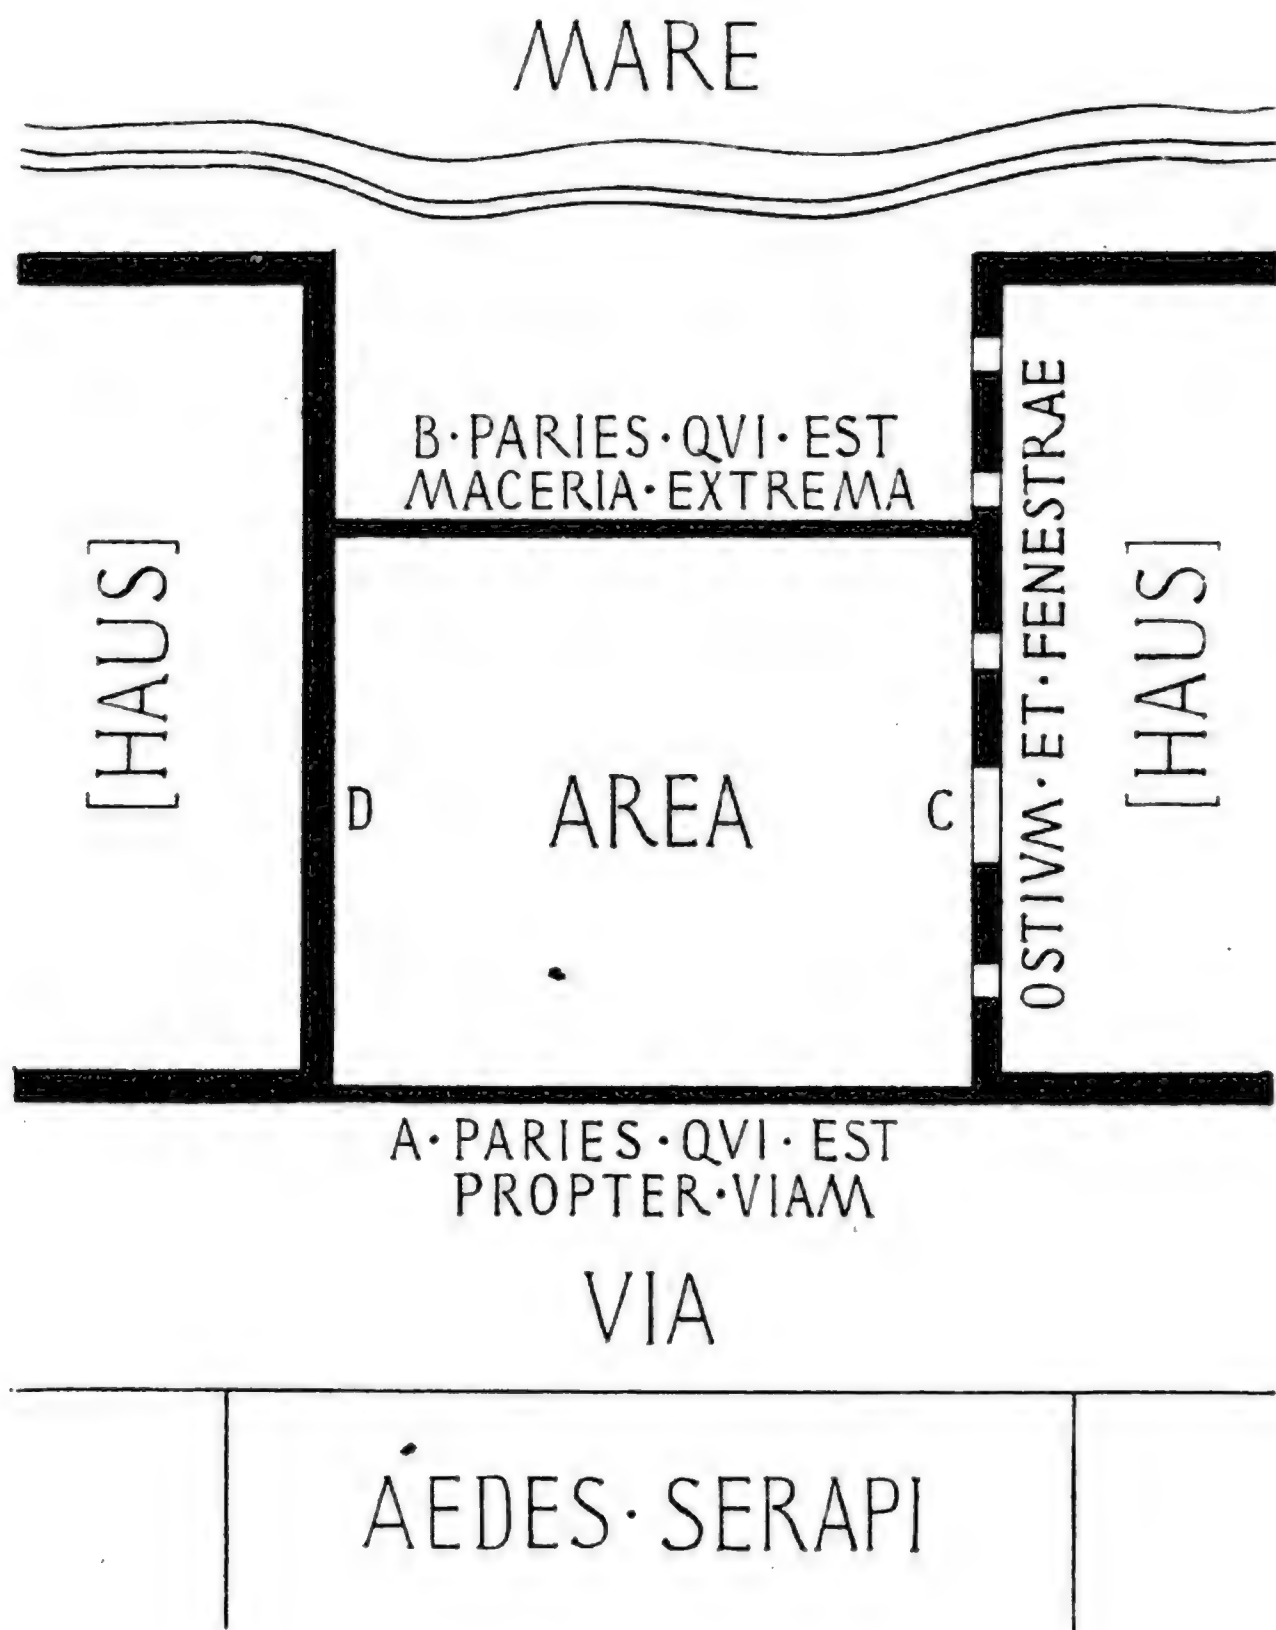 MARE
B·PARIES·QVI·EST
MACERIA·EXTREMA
OSTIVM·ET·FENESTRAE
[HAUS]
[HAUS]
D
AREA
C
A·PARIES·QVI·EST
PROPTER·VIAM
VIA
AEDES·SERAPI